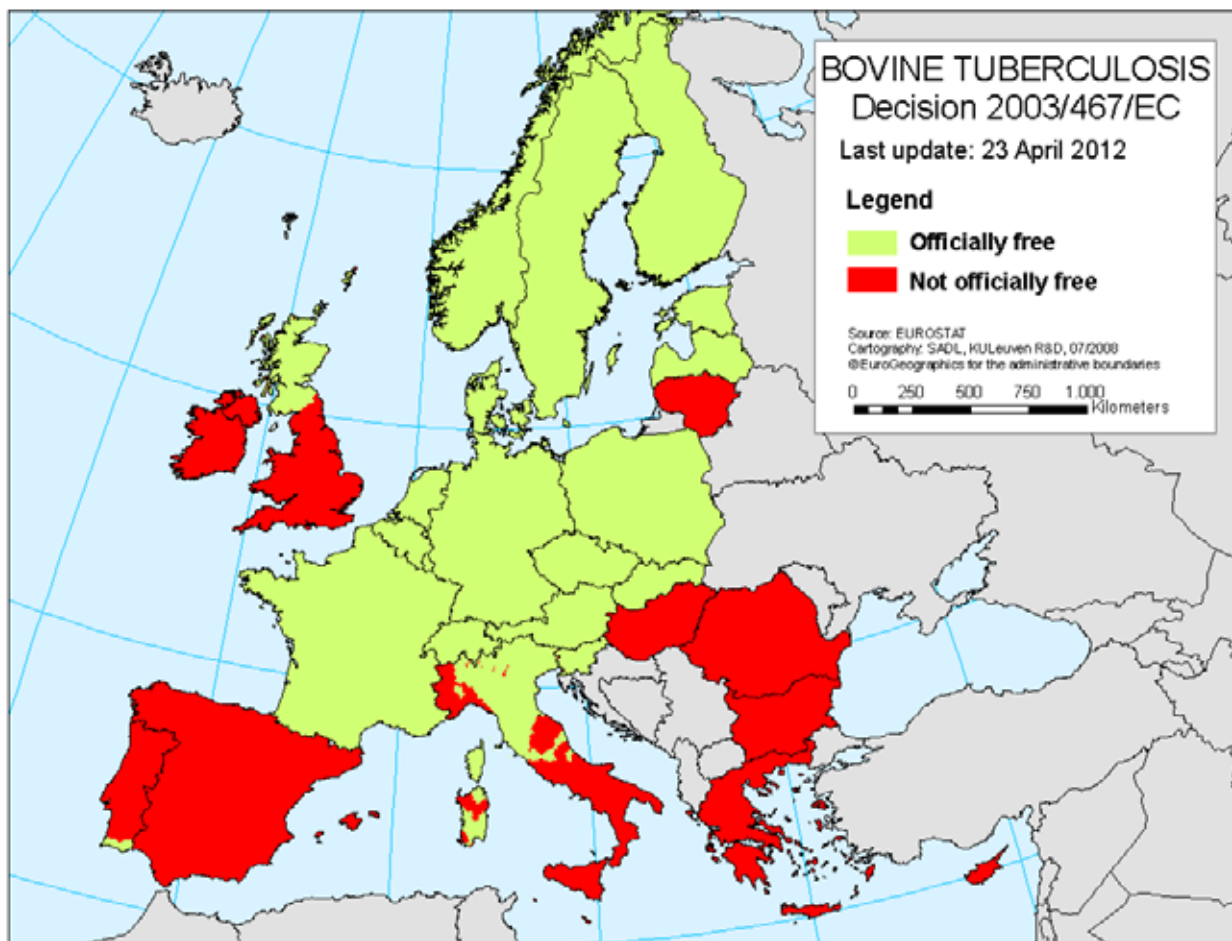 BOVINE TUBERCULOSIS
Decision 2003/467/EC
Last update: 23 April 2012
Legend
Officially free
Not officially free
Source: EUROSTAT
Cartography: SADL, KULeuven R&D, 07/2008
©EuroGeographics for the administrative boundaries
0 250 500 750 1.000
Kilometers